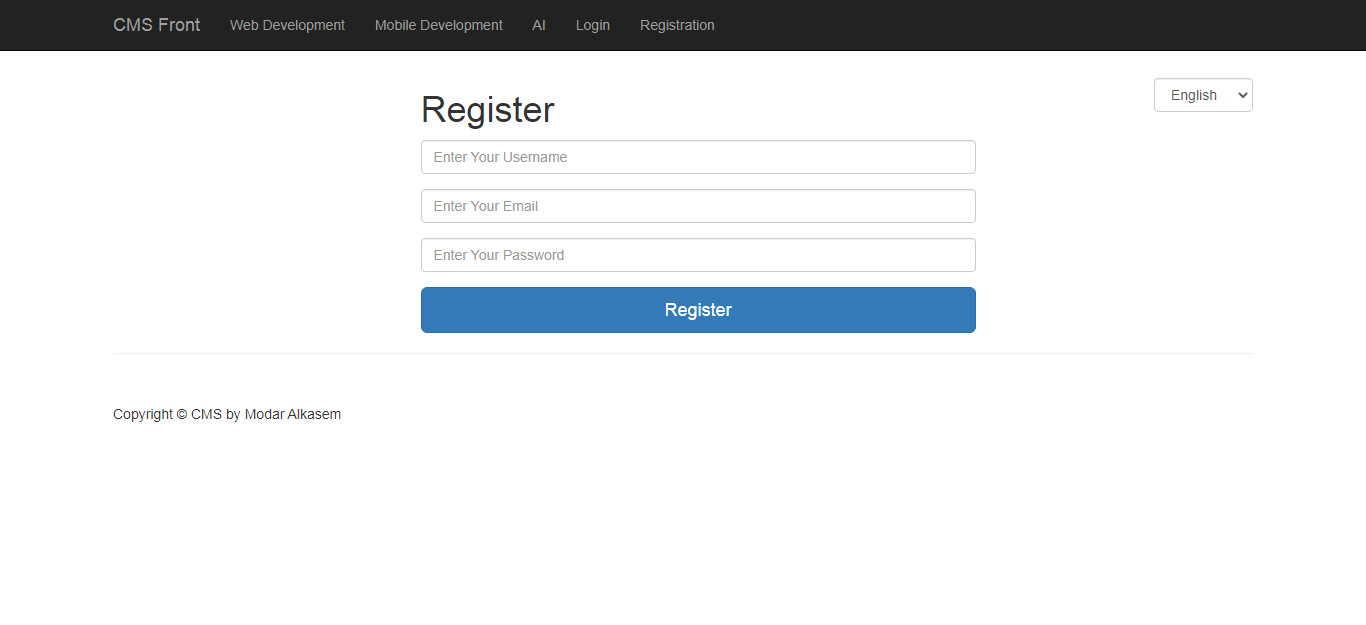 CMS Front Web Development Mobile Development AI Login Registration
English
Register
Enter Your Username
Enter Your Email
Enter Your Password
Register
Copyright © CMS by Modar Alkasem